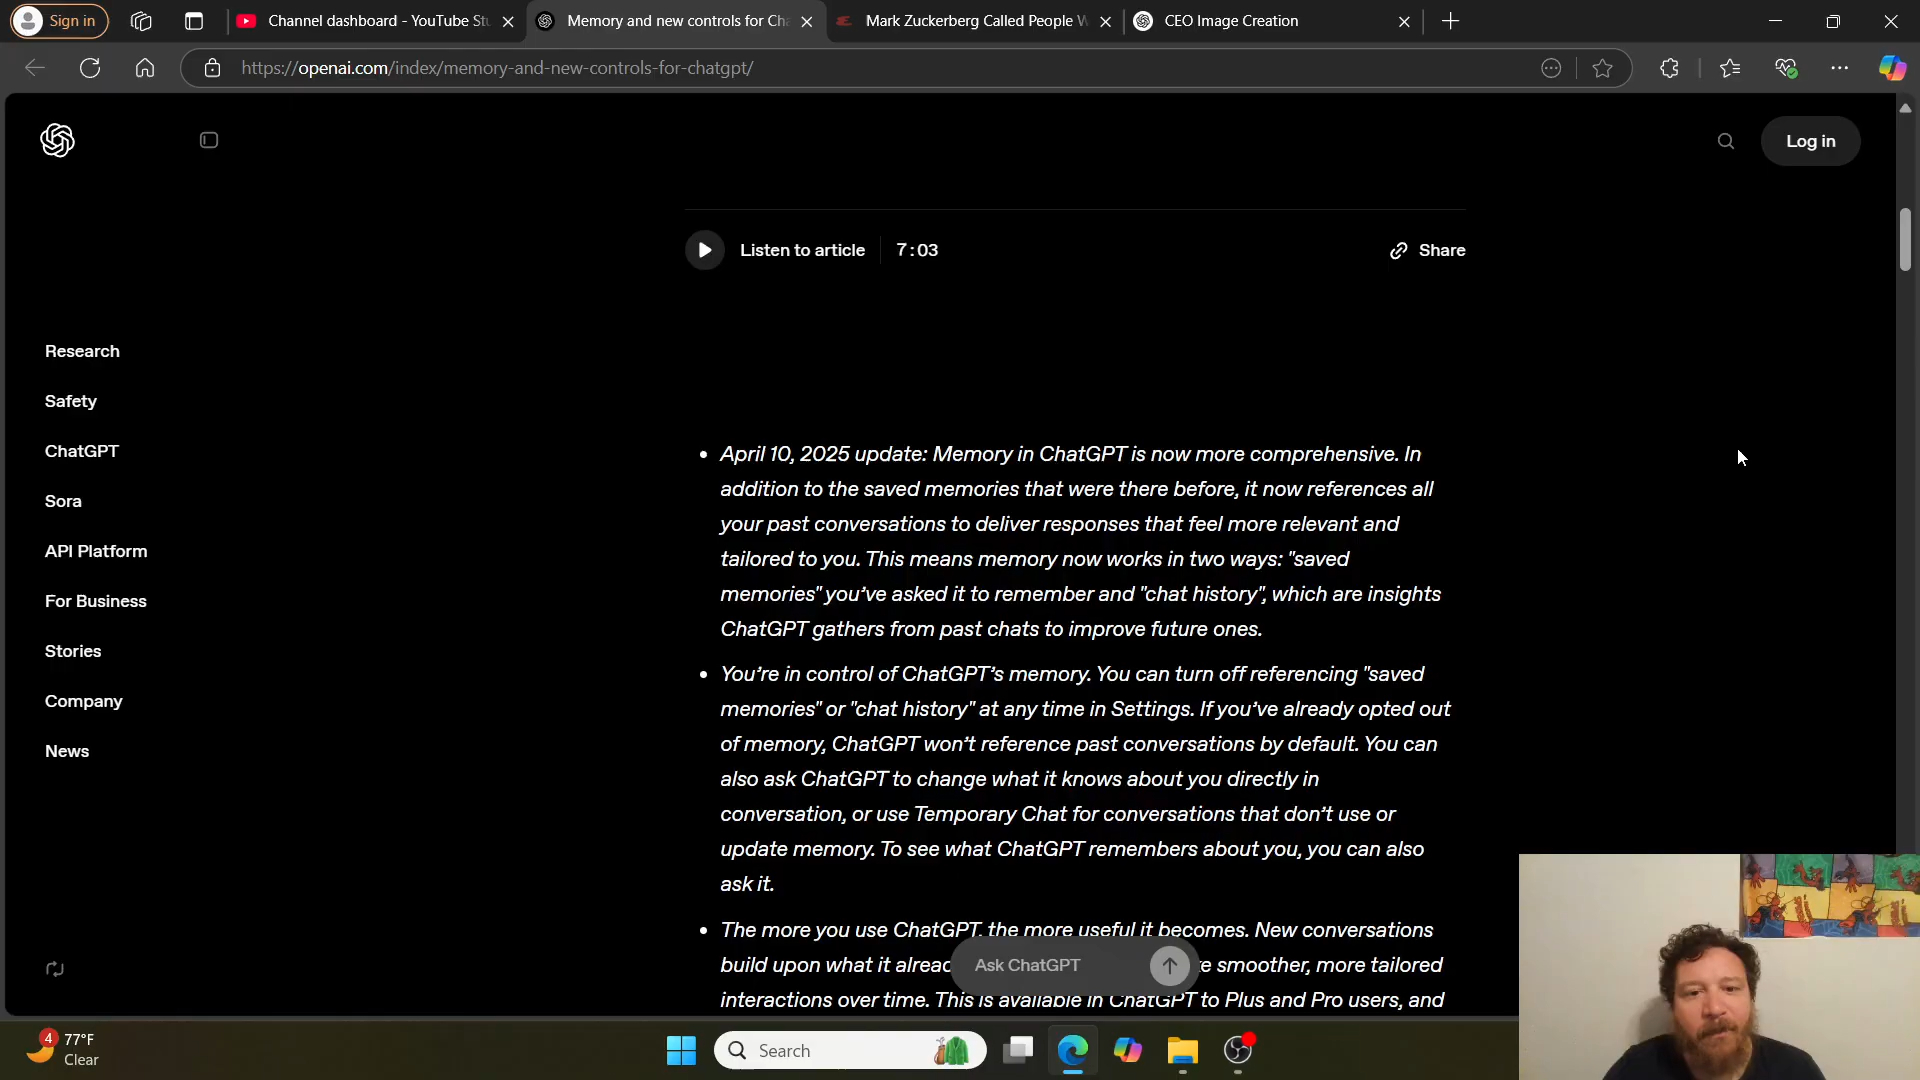 Sign in
Channel dashboard - YouTube Stu
Memory and new controls for Cha
Mark Zuckerberg Called People W
CEO Image Creation
https://openai.com/index/memory-and-new-controls-for-chatgpt/
Log in
Listen to article
7:03
Share
Research
Safety
ChatGPT
Sora
API Platform
For Business
Stories
Company
News
• April 10, 2025 update: Memory in ChatGPT is now more comprehensive. In
addition to the saved memories that were there before, it now references all
your past conversations to deliver responses that feel more relevant and
tailored to you. This means memory now works in two ways: "saved
memories" you’ve asked it to remember and "chat history", which are insights
ChatGPT gathers from past chats to improve future ones.
• You’re in control of ChatGPT’s memory. You can turn off referencing "saved
memories" or "chat history" at any time in Settings. If you’ve already opted out
of memory, ChatGPT won’t reference past conversations by default. You can
also ask ChatGPT to change what it knows about you directly in
conversation, or use Temporary Chat for conversations that don’t use or
update memory. To see what ChatGPT remembers about you, you can also
ask it.
• The more you use ChatGPT, the more useful it becomes. New conversations
build upon what it smoother, more tailored
interactions over time. This is available in ChatGPT to Plus and Pro users, and
Ask ChatGPT
4
77°F
Clear
Search